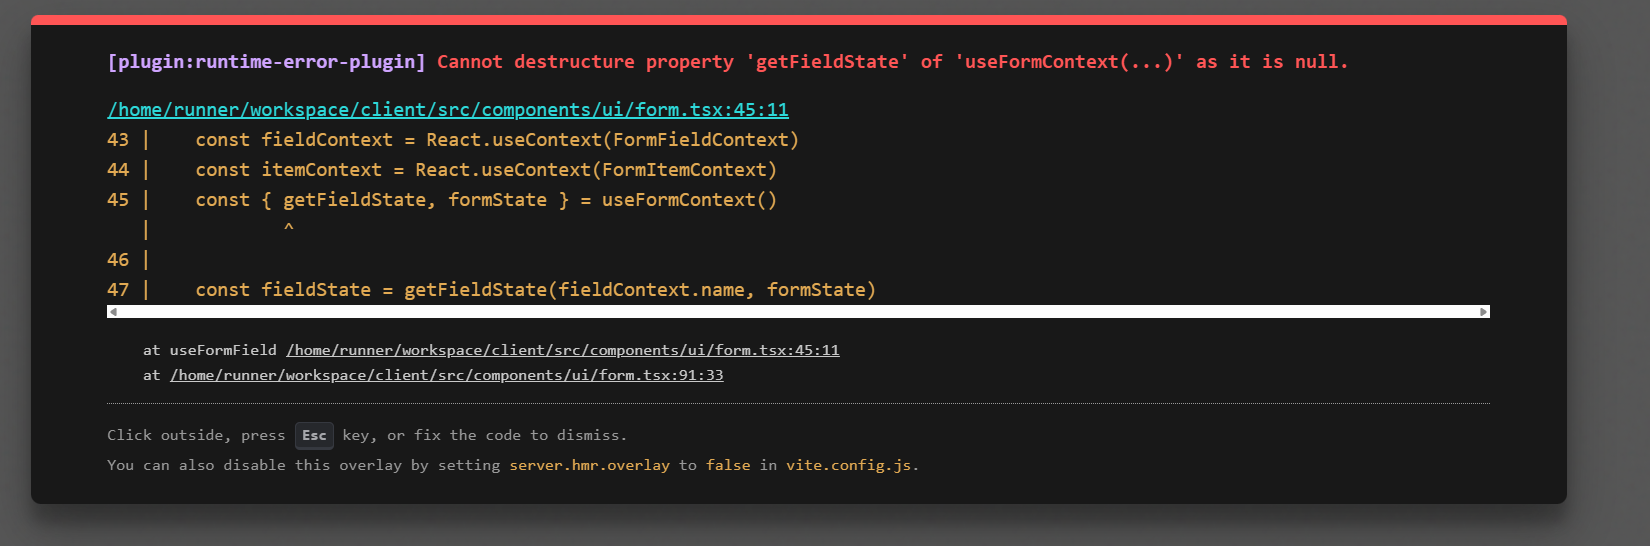 [plugin:runtime-error-plugin] Cannot destructure property 'getFieldState' of 'useFormContext(...)' as it is null.
/home/runner/workspace/client/src/components/ui/form.tsx:45:11
43 |    const fieldContext = React.useContext(FormFieldContext)
44 |    const itemContext = React.useContext(FormItemContext)
45 |    const { getFieldState, formState } = useFormContext()
   |            ^
46 |
47 |    const fieldState = getFieldState(fieldContext.name, formState)
at useFormField /home/runner/workspace/client/src/components/ui/form.tsx:45:11
at /home/runner/workspace/client/src/components/ui/form.tsx:91:33
Click outside, press Esc key, or fix the code to dismiss.
You can also disable this overlay by setting server.hmr.overlay to false in vite.config.js.